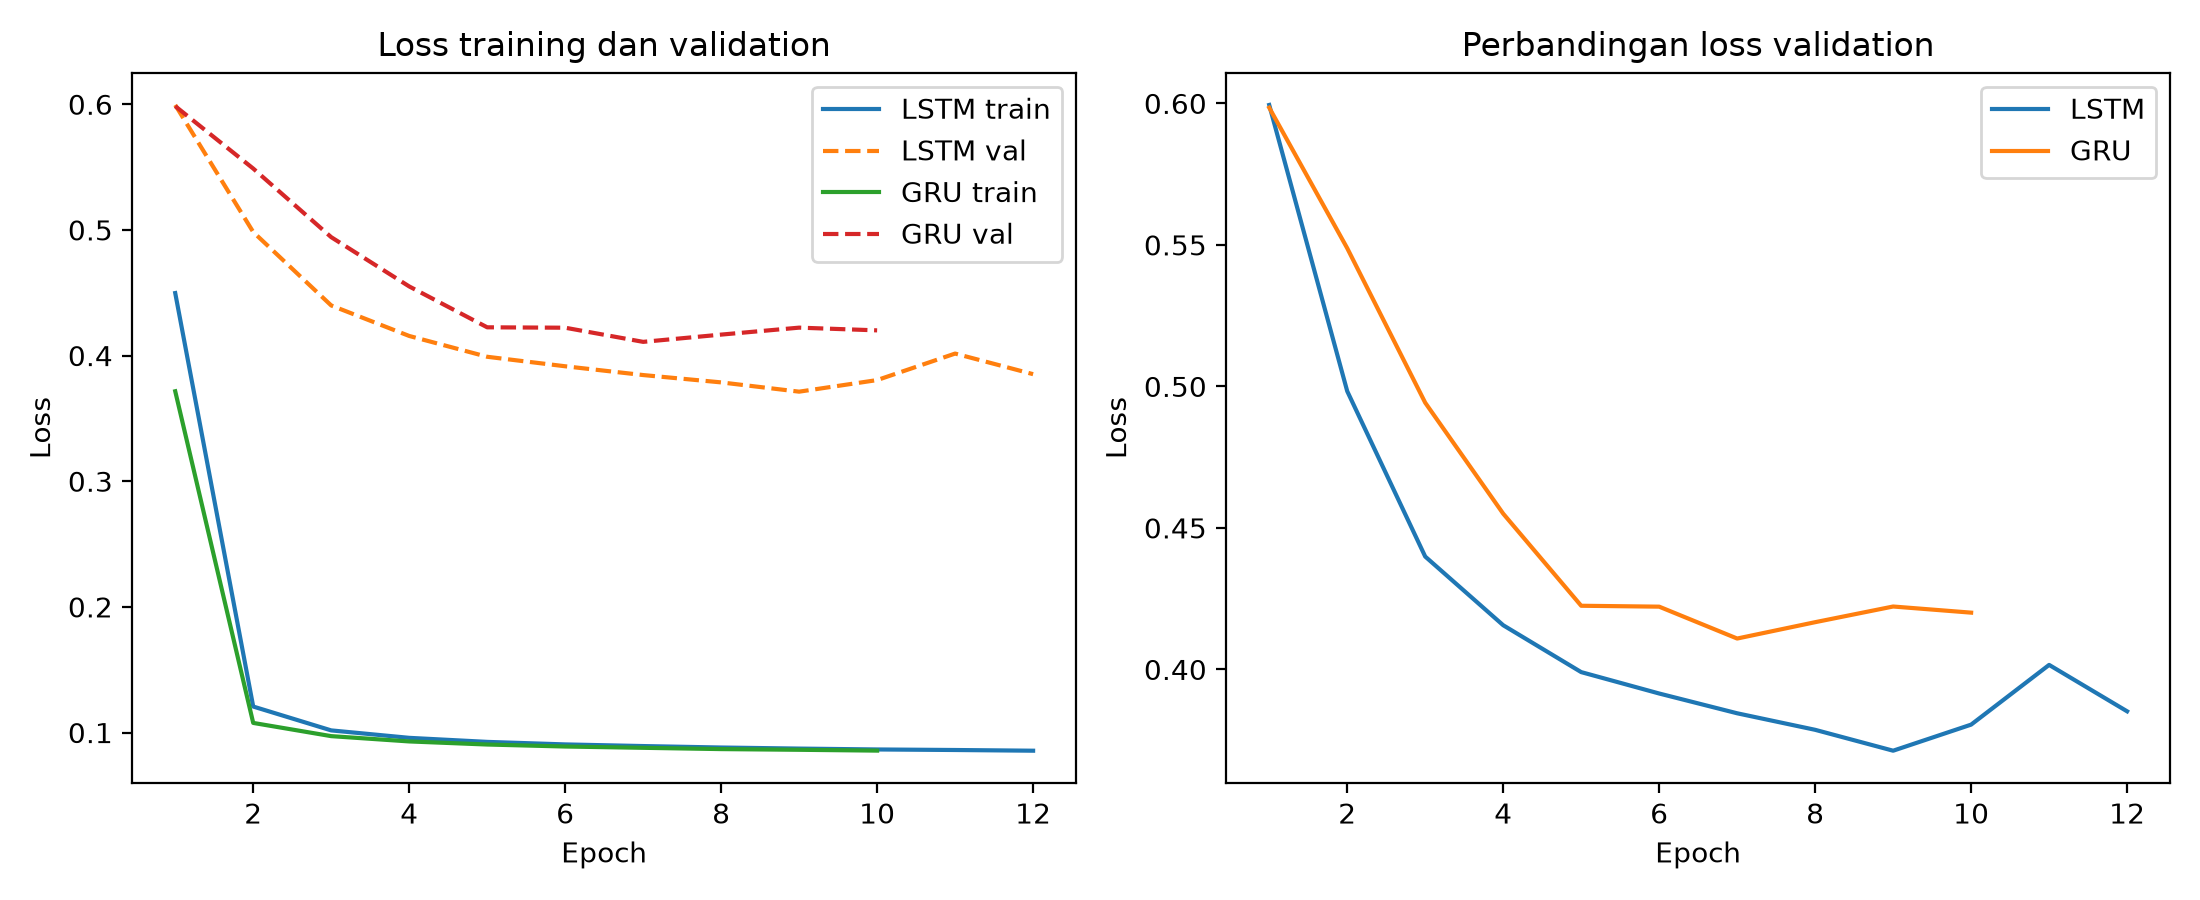 Loss training dan validation
LSTM train
LSTM val
GRU train
GRU val
0.6
0.5
0.4
0.3
0.2
0.1
Loss
2 4 6 8 10 12
Epoch
Perbandingan loss validation
LSTM
GRU
0.60
0.55
0.50
0.45
0.40
Loss
2 4 6 8 10 12
Epoch